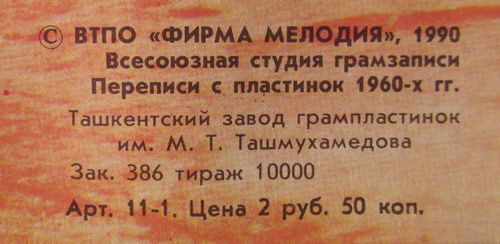 © ВТПО «ФИРМА МЕЛОДИЯ», 1990
Всесоюзная студия грамзаписи
Переписи с пластинок 1960-х гг.
Ташкентский завод грампластинок
им. М. Т. Ташмухамедова
Зак. 386 тираж 10000
Арт. 11-1. Цена 2 руб. 50 коп.